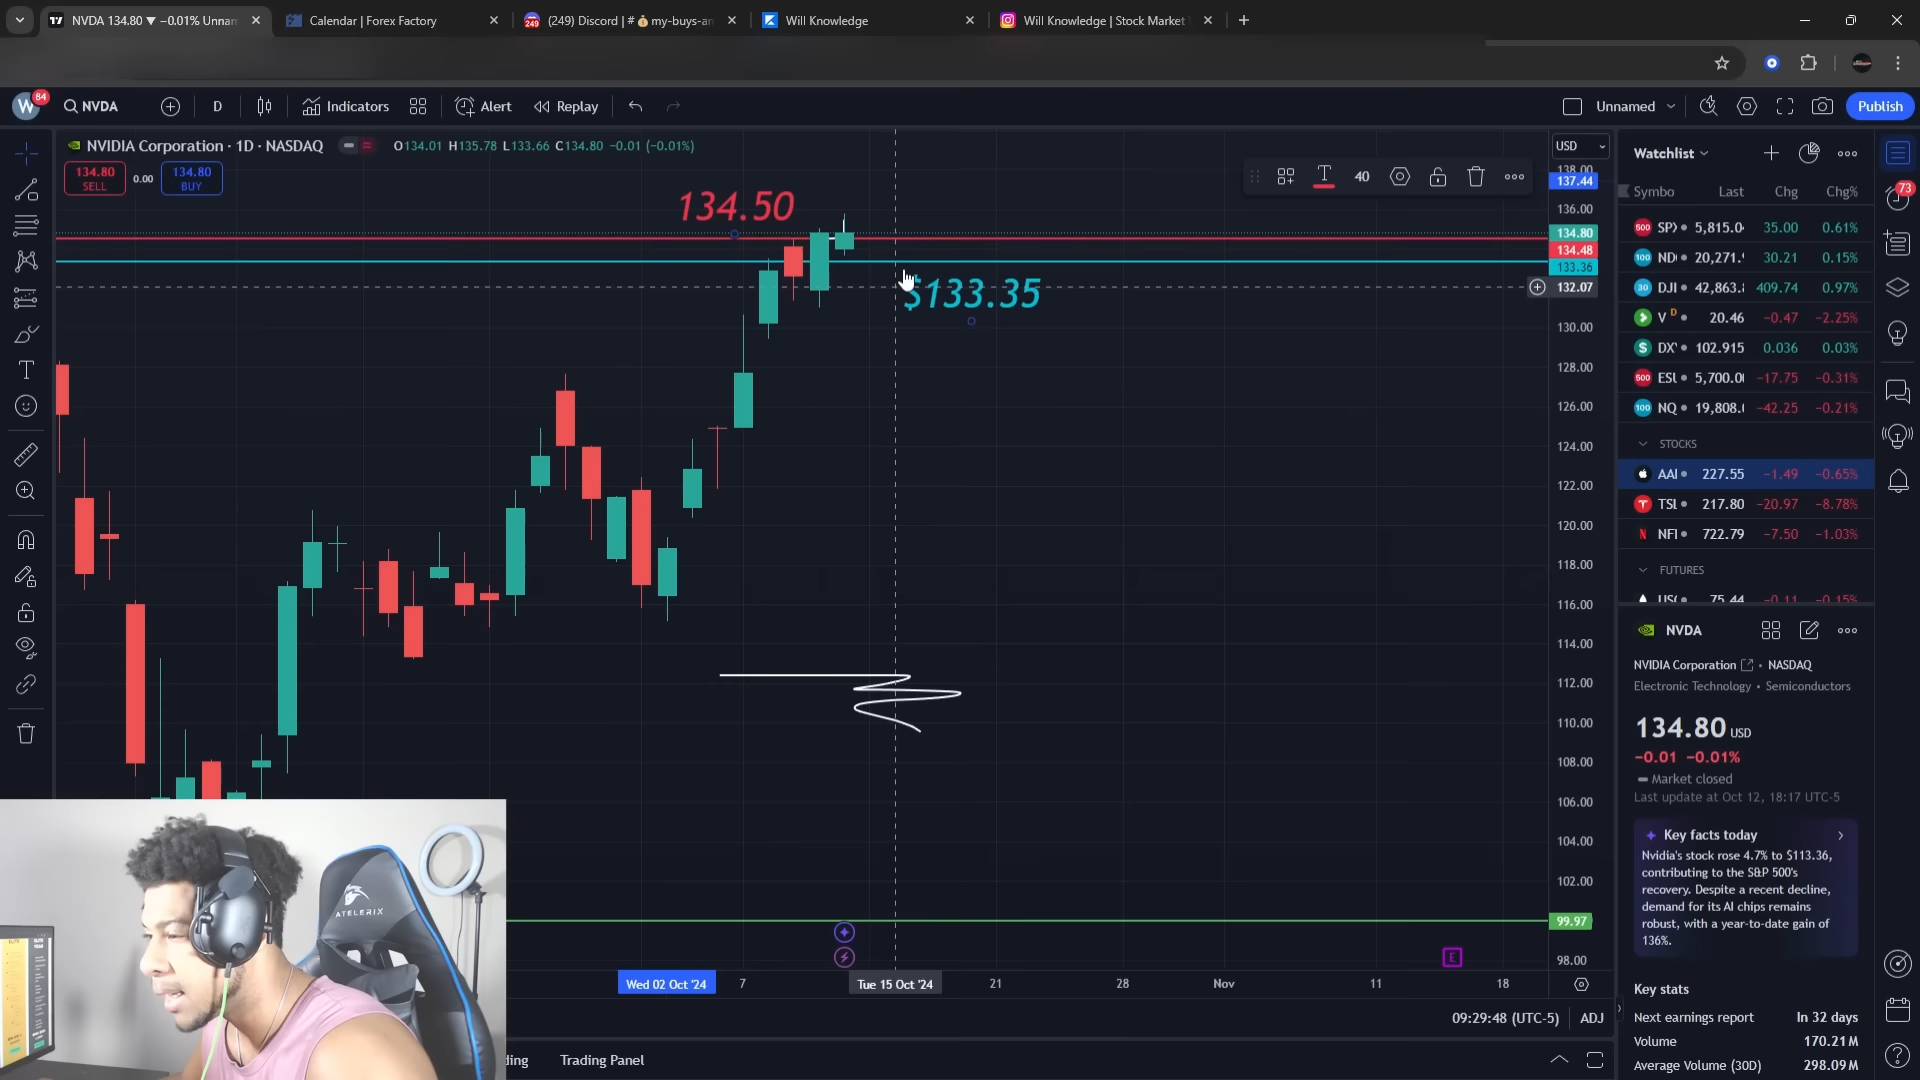 NVDA 134.80 ▼ −0.01% Unnam
Calendar | Forex Factory
(249) Discord | # 💰my-buys-an
Will Knowledge
Will Knowledge | Stock Market
W 84
NVDA
D
Indicators
Alert
Replay
Unnamed
Publish
NVIDIA Corporation · 1D · NASDAQ
O134.01 H135.78 L133.66 C134.80 −0.01 (−0.01%)
134.80
SELL
0.00
134.80
BUY
40
134.50
$133.35
USD
138.00
137.44
136.00
134.80
134.48
133.36
132.07
130.00
128.00
126.00
124.00
122.00
120.00
118.00
116.00
114.00
112.00
110.00
108.00
106.00
104.00
102.00
99.97
98.00
E
Wed 02 Oct '24
7
Tue 15 Oct '24
21
28
Nov
11
18
09:29:48 (UTC-5)
ADJ
Trading Panel
ATELERIX
Watchlist
73
Symbo Last Chg Chg%
500 SP 5,815.0 35.00 0.61%
100 ND 20,271. 30.21 0.15%
30 DJI 42,863. 409.74 0.97%
V D 20.46 −0.47 −2.25%
$ DX 102.915 0.036 0.03%
500 ES 5,700.0 −17.75 −0.31%
100 NQ 19,808. −42.25 −0.21%
STOCKS
AA 227.55 −1.49 −0.65%
TS 217.80 −20.97 −8.78%
NF 722.79 −7.50 −1.03%
FUTURES
75.44 −0.11 −0.15%
NVDA
NVIDIA Corporation • NASDAQ
Electronic Technology • Semiconductors
134.80 USD
−0.01 −0.01%
Market closed
Last update at Oct 12, 18:17 UTC-5
Key facts today
Nvidia's stock rose 4.7% to $113.36,
contributing to the S&P 500's
recovery. Despite a recent decline,
demand for its AI chips remains
robust, with a year-to-date gain of
136%.
Key stats
Next earnings report In 32 days
Volume 170.21M
Average Volume (30D) 298.09M